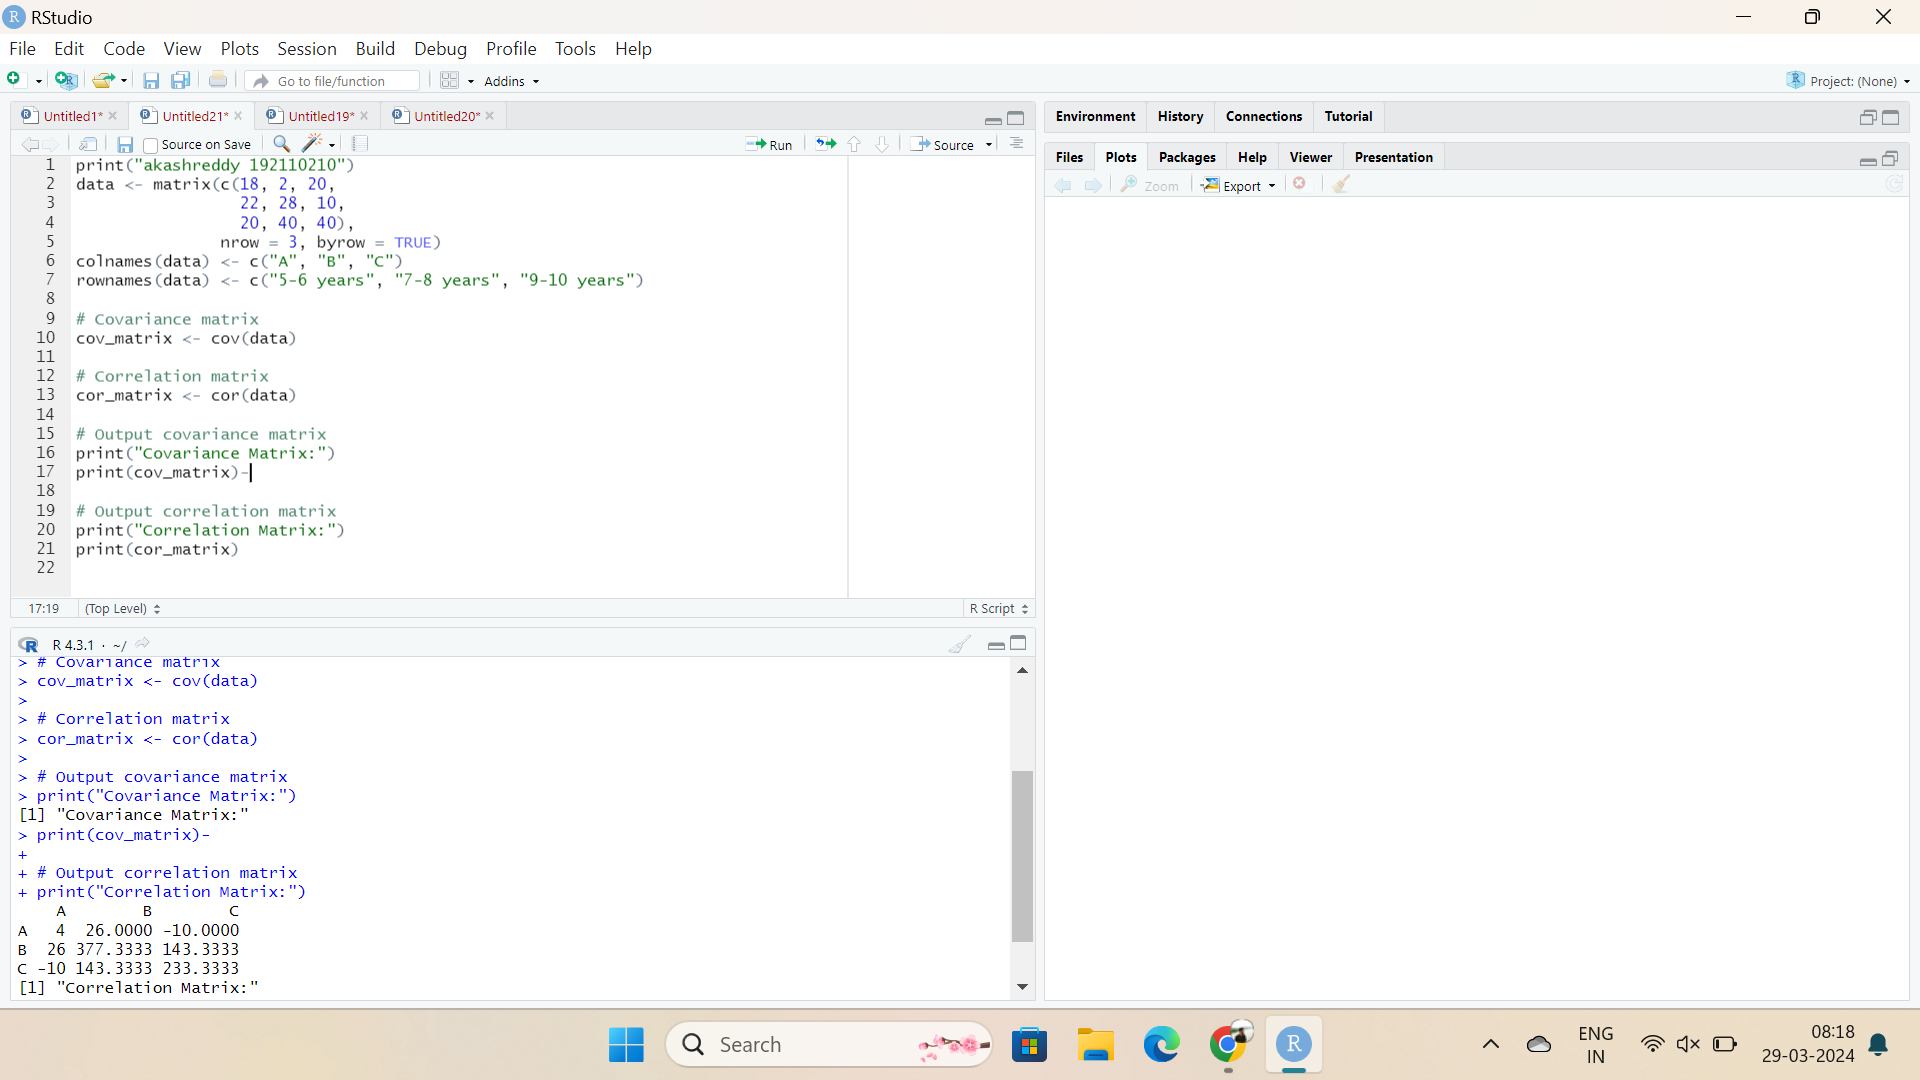 RStudio
File Edit Code View Plots Session Build Debug Profile Tools Help
Go to file/function Addins Project: (None)
Untitled1* Untitled21* Untitled19* Untitled20*
Source on Save Run Source
1 print("akashreddy 192110210")
2 data <- matrix(c(18, 2, 20,
3 22, 28, 10,
4 20, 40, 40),
5 nrow = 3, byrow = TRUE)
6 colnames(data) <- c("A", "B", "C")
7 rownames(data) <- c("5-6 years", "7-8 years", "9-10 years")
8
9 # Covariance matrix
10 cov_matrix <- cov(data)
11
12 # Correlation matrix
13 cor_matrix <- cor(data)
14
15 # Output covariance matrix
16 print("Covariance Matrix:")
17 print(cov_matrix)-
18
19 # Output correlation matrix
20 print("Correlation Matrix:")
21 print(cor_matrix)
22
17:19 (Top Level) R Script
R 4.3.1 · ~/
> # Covariance matrix
> cov_matrix <- cov(data)
>
> # Correlation matrix
> cor_matrix <- cor(data)
>
> # Output covariance matrix
> print("Covariance Matrix:")
[1] "Covariance Matrix:"
> print(cov_matrix)-
+
+ # Output correlation matrix
+ print("Correlation Matrix:")
A B C
A 4 26.0000 -10.0000
B 26 377.3333 143.3333
C -10 143.3333 233.3333
[1] "Correlation Matrix:"
Environment History Connections Tutorial
Files Plots Packages Help Viewer Presentation
Zoom Export
Search
ENG
IN
08:18
29-03-2024